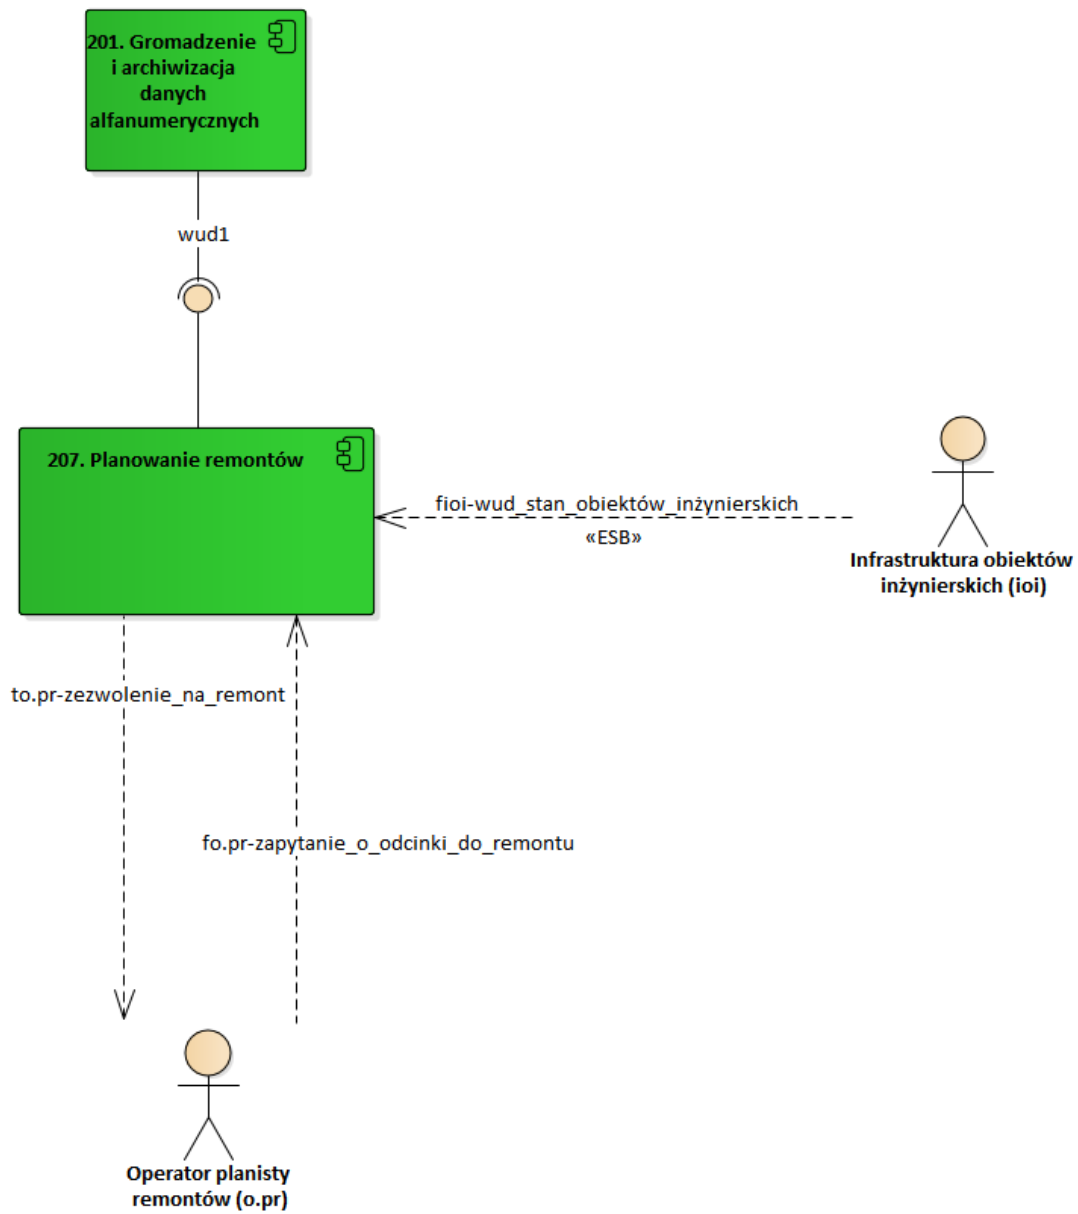 201. Gromadzenie
i archiwizacja
danych
alfanumerycznych
wud1
207. Planowanie remontów
fioi-wud_stan_obiektów_inżynierskich
«ESB»
Infrastruktura obiektów
inżynierskich (ioi)
to.pr-zezwolenie_na_remont
fo.pr-zapytanie_o_odcinki_do_remontu
Operator planisty
remontów (o.pr)